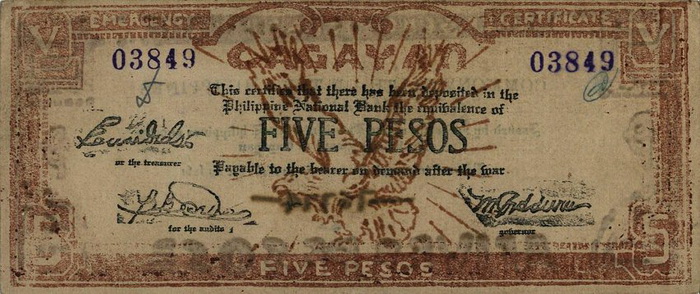 EMERGENCY CERTIFICATE
CAGAYAN
03849 03849
This certifies that there has been deposited in the
Philippine National Bank the equivalence of
FIVE PESOS
Payable to the bearer on demand after the war
or the treasurer
for the audito
governor
FIVE PESOS